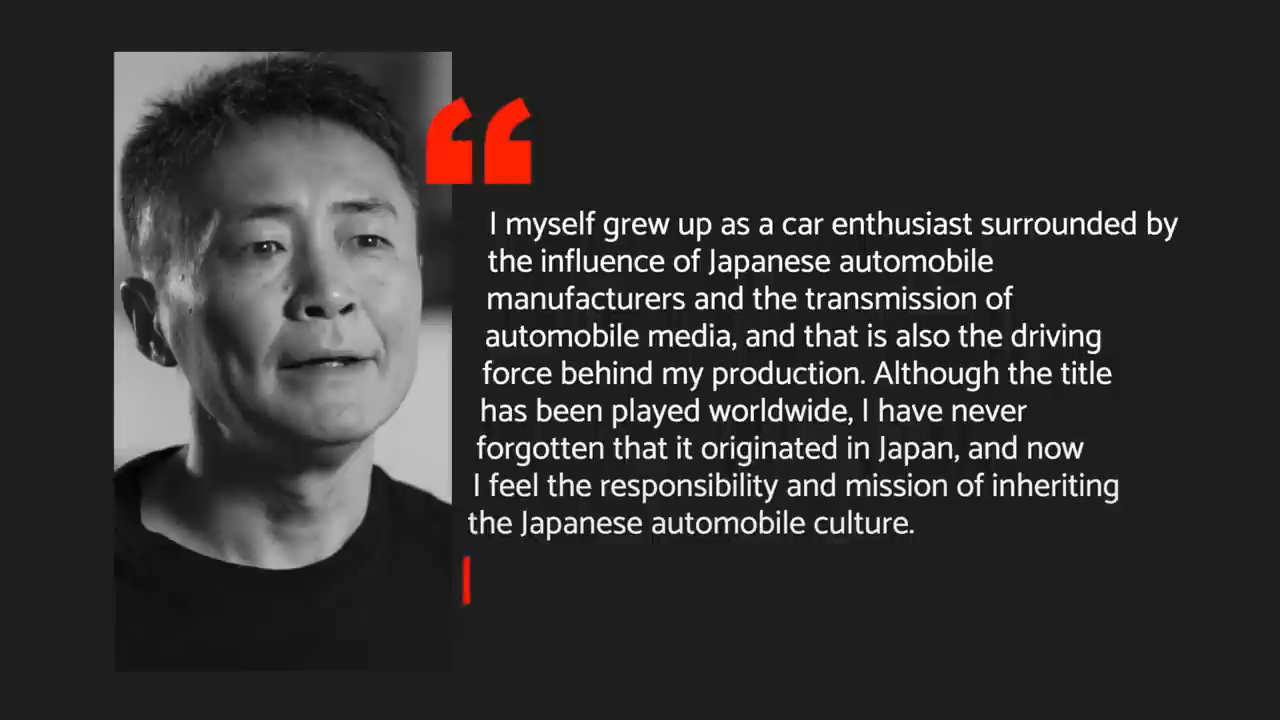 “
I myself grew up as a car enthusiast surrounded by
the influence of Japanese automobile
manufacturers and the transmission of
automobile media, and that is also the driving
force behind my production. Although the title
has been played worldwide, I have never
forgotten that it originated in Japan, and now
I feel the responsibility and mission of inheriting
the Japanese automobile culture.